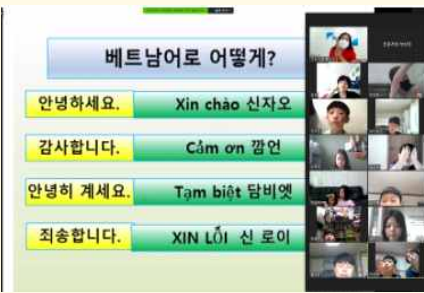 베트남어로 어떻게?
안녕하세요. Xin chào 신자오
감사합니다. Cảm ơn 깜언
안녕히 계세요. Tạm biệt 담비엣
죄송합니다. XIN LỖI 신 로이